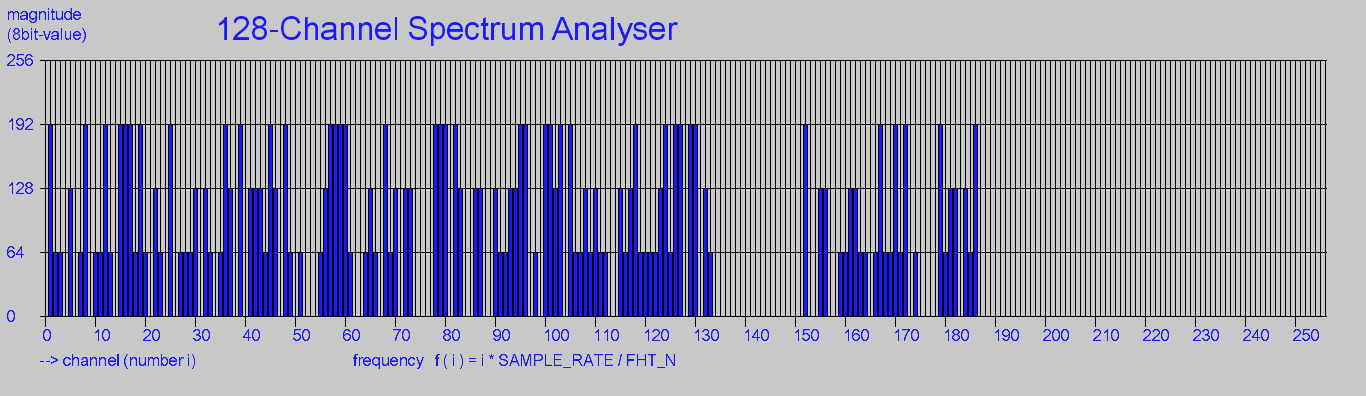 magnitude
(8bit-value)
128-Channel Spectrum Analyser
256
192
128
64
0
0 10 20 30 40 50 60 70 80 90 100 110 120 130 140 150 160 170 180 190 200 210 220 230 240 250
--> channel (number i)
frequency f ( i ) = i * SAMPLE_RATE / FHT_N